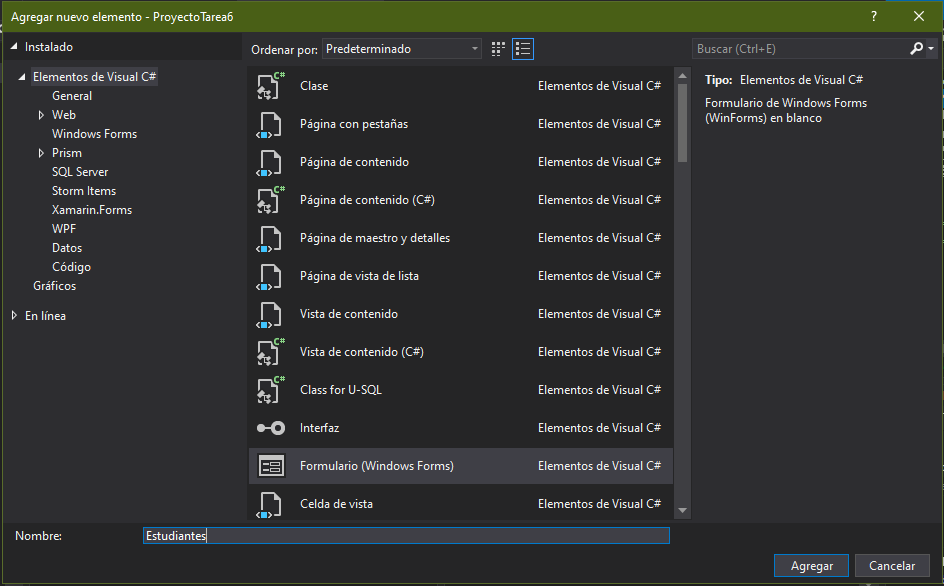 Agregar nuevo elemento - ProyectoTarea6
?
Instalado
Ordenar por: Predeterminado
Buscar (Ctrl+E)
Elementos de Visual C#
General
Web
Windows Forms
Prism
SQL Server
Storm Items
Xamarin.Forms
WPF
Datos
Código
Gráficos
En línea
Clase Elementos de Visual C#
Página con pestañas Elementos de Visual C#
Página de contenido Elementos de Visual C#
Página de contenido (C#) Elementos de Visual C#
Página de maestro y detalles Elementos de Visual C#
Página de vista de lista Elementos de Visual C#
Vista de contenido Elementos de Visual C#
Vista de contenido (C#) Elementos de Visual C#
Class for U-SQL Elementos de Visual C#
Interfaz Elementos de Visual C#
Formulario (Windows Forms) Elementos de Visual C#
Celda de vista Elementos de Visual C#
Tipo: Elementos de Visual C#
Formulario de Windows Forms
(WinForms) en blanco
Nombre: Estudiantes
Agregar Cancelar